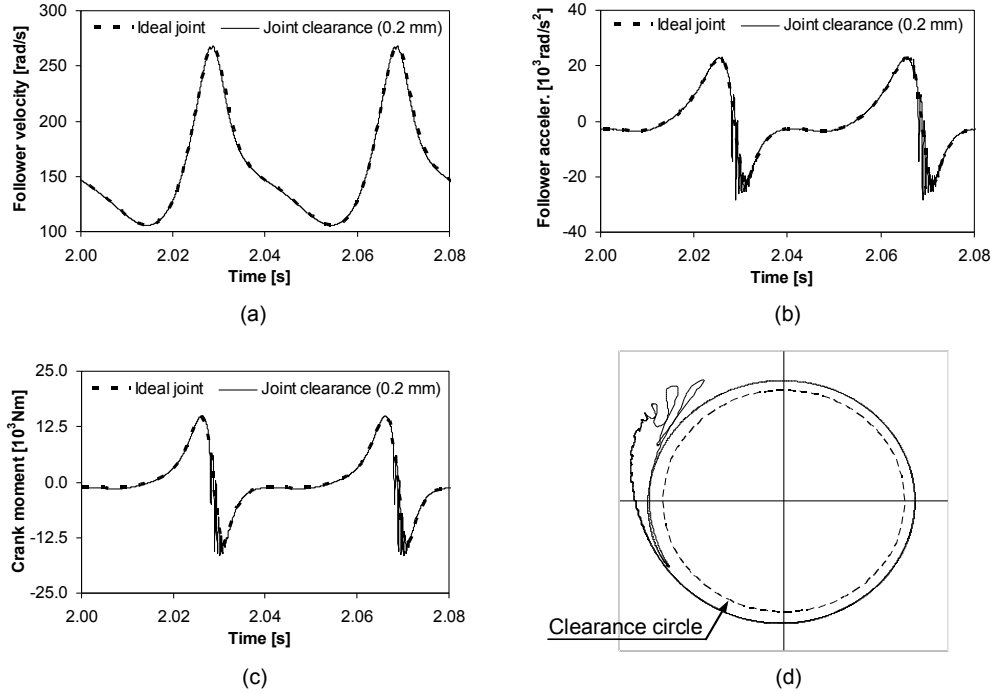 300
250
200
150
100
Follower velocity [rad/s]
Ideal joint
Joint clearance (0.2 mm)
2.00 2.02 2.04 2.06 2.08
Time [s]
(a)
40
20
0
-20
-40
Follower acceler. [10³rad/s²]
Ideal joint
Joint clearance (0.2 mm)
2.00 2.02 2.04 2.06 2.08
Time [s]
(b)
25.0
12.5
0.0
-12.5
-25.0
Crank moment [10³Nm]
Ideal joint
Joint clearance (0.2 mm)
2.00 2.02 2.04 2.06 2.08
Time [s]
(c)
Clearance circle
(d)